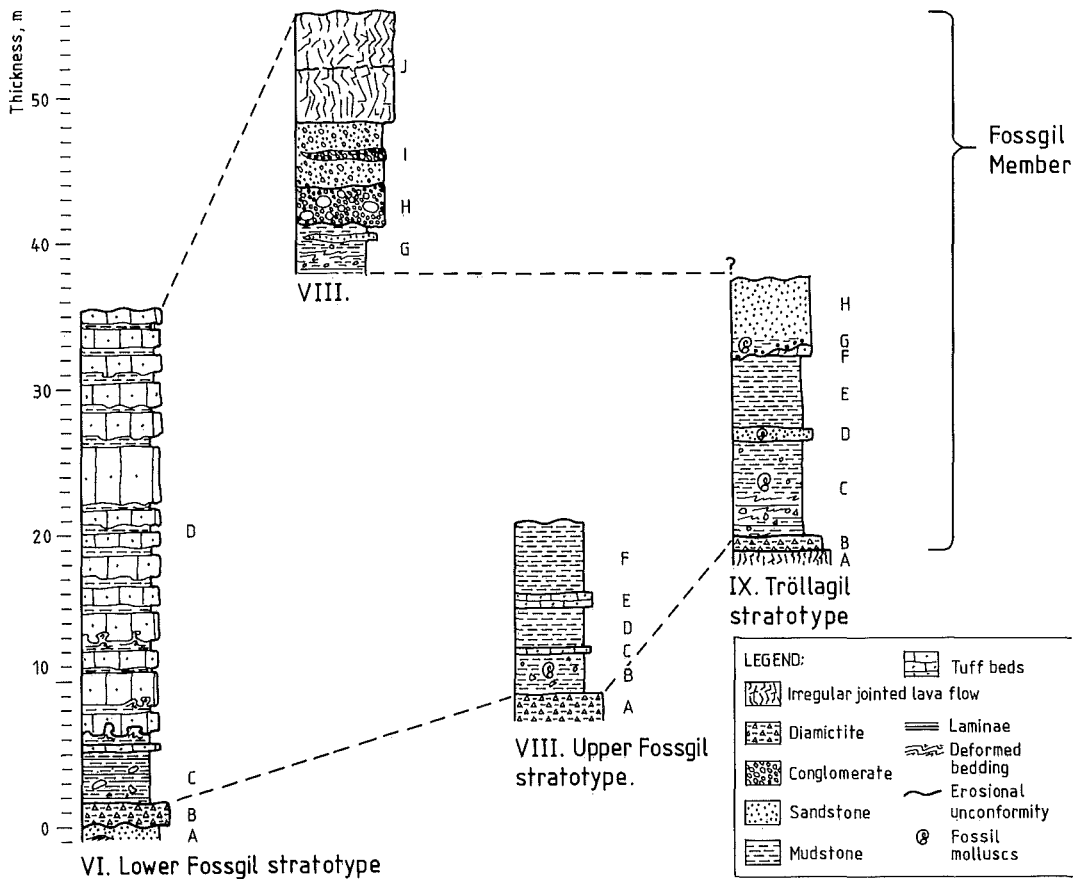 Thickness, m
50
40
30
20
10
0
J
I
H
G
VIII.
Fossgil
Member
?
H
G
F
E
D
C
B
A
IX. Tröllagil
stratotype
F
E
D
C
B
A
VIII. Upper Fossgil
stratotype.
D
C
B
A
VI. Lower Fossgil stratotype
LEGEND:
Irregular jointed lava flow
Diamictite
Conglomerate
Sandstone
Mudstone
Tuff beds
Laminae
Deformed
bedding
Erosional
unconformity
Fossil
molluscs